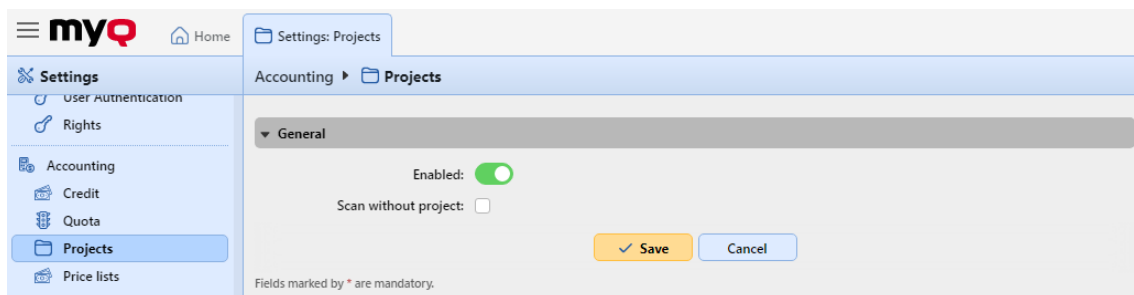 myQ
Home
Settings: Projects
Settings
User Authentication
Rights
Accounting
Credit
Quota
Projects
Price lists
Accounting Projects
General
Enabled:
Scan without project:
Save
Cancel
Fields marked by * are mandatory.